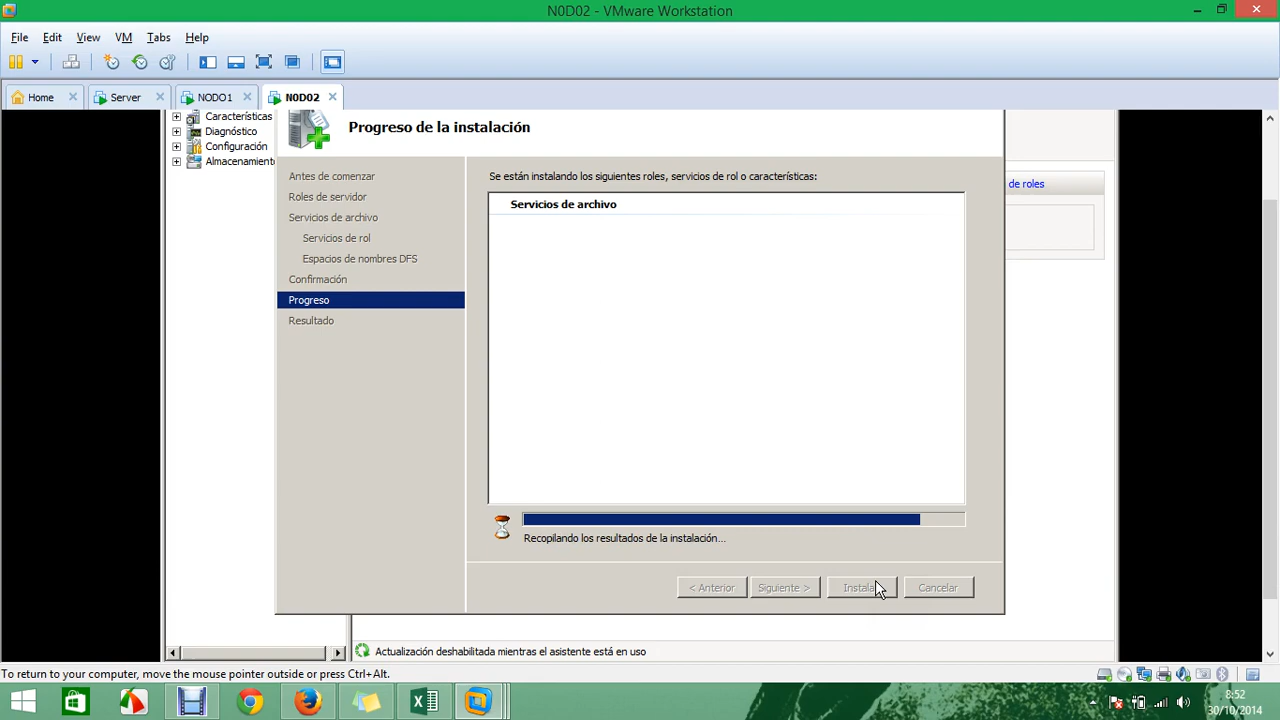 N0D02 - VMware Workstation
File Edit View VM Tabs Help
Home Server NODO1 N0D02
Características
Diagnóstico
Configuración
Almacenamiento
Progreso de la instalación
Antes de comenzar
Roles de servidor
Servicios de archivo
Servicios de rol
Espacios de nombres DFS
Confirmación
Progreso
Resultado
Se están instalando los siguientes roles, servicios de rol o características:
Servicios de archivo
de roles
Recopilando los resultados de la instalación...
< Anterior Siguiente > Instala Cancelar
Actualización deshabilitada mientras el asistente está en uso
To return to your computer, move the mouse pointer outside or press Ctrl+Alt.
8:52
30/10/2014